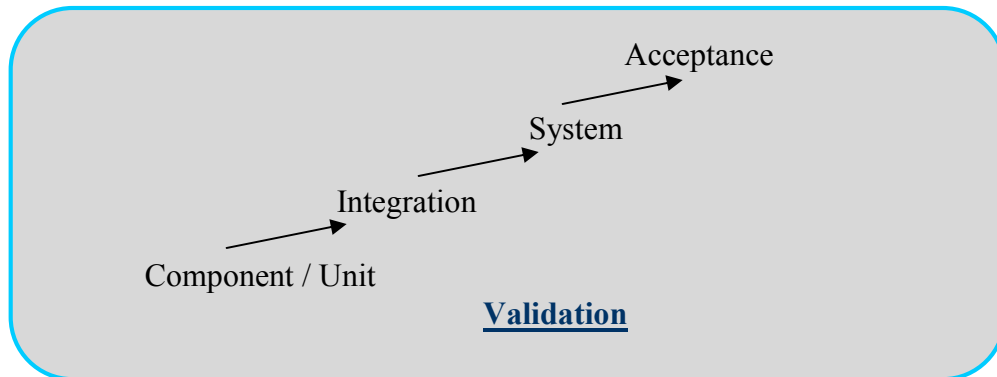 Acceptance
System
Integration
Component / Unit
Validation